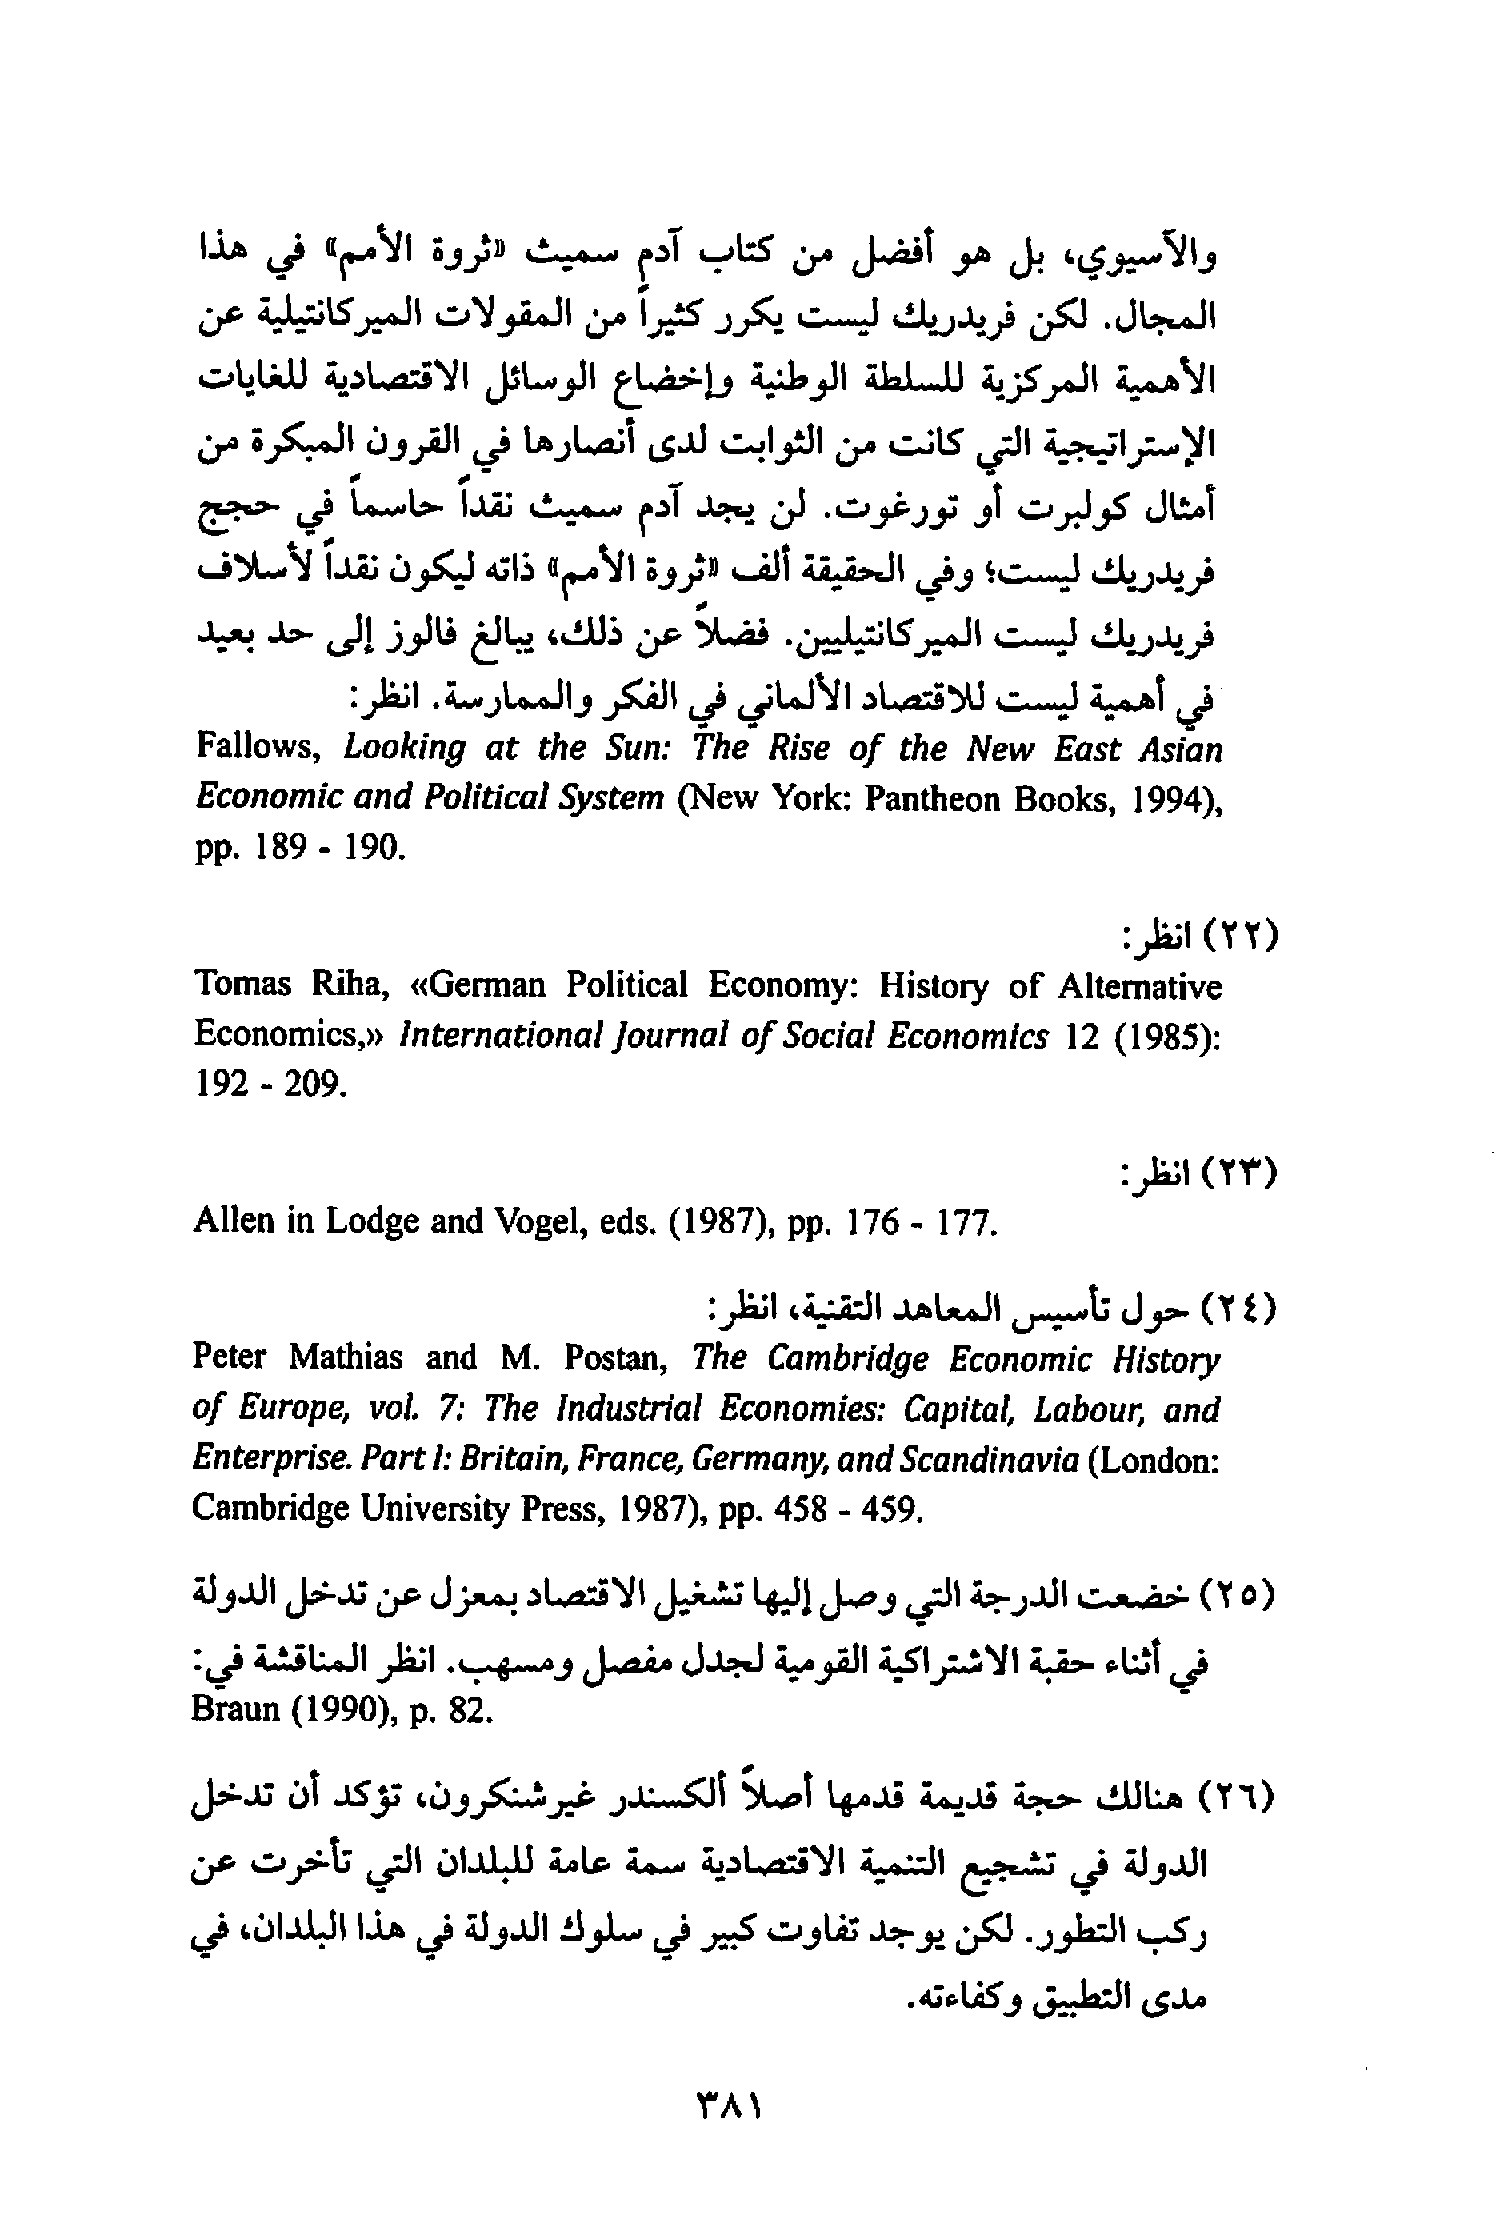 والآسيوي، بل هو أفضل من كتاب آدم سميث «ثروة الأمم» في هذا
المجال. لكن فريدريك ليست يكرر كثيراً من المقولات الميركانتيلية عن
الأهمية المركزية للسلطة الوطنية وإخضاع الوسائل الاقتصادية للغايات
الإستراتيجية التي كانت من الثوابت لدى أنصارها في القرون المبكرة من
أمثال كولبرت أو تورغوت. لن يجد آدم سميث نقداً حاسماً في حجج
فريدريك ليست؛ وفي الحقيقة ألف «ثروة الأمم» ذاته ليكون نقداً لأسلاف
فريدريك ليست الميركانتيليين. فضلاً عن ذلك، يبالغ فالوز إلى حد بعيد
في أهمية ليست للاقتصاد الألماني في الفكر والممارسة. انظر:
Fallows, Looking at the Sun: The Rise of the New East Asian
Economic and Political System (New York: Pantheon Books, 1994),
pp. 189 - 190.
(٢٢) انظر:
Tomas Riha, «German Political Economy: History of Alternative
Economics,» International Journal of Social Economics 12 (1985):
192 - 209.
(٢٣) انظر:
Allen in Lodge and Vogel, eds. (1987), pp. 176 - 177.
(٢٤) حول تأسيس المعاهد التقنية، انظر:
Peter Mathias and M. Postan, The Cambridge Economic History
of Europe, vol. 7: The Industrial Economies: Capital, Labour, and
Enterprise. Part I: Britain, France, Germany, and Scandinavia (London:
Cambridge University Press, 1987), pp. 458 - 459.
(٢٥) خضعت الدرجة التي وصل إليها تشغيل الاقتصاد بمعزل عن تدخل الدولة
في أثناء حقبة الاشتراكية القومية لجدل مفصل ومسهب. انظر المناقشة في:
Braun (1990), p. 82.
(٢٦) هنالك حجة قديمة قدمها أصلاً ألكسندر غيرشنكرون، تؤكد أن تدخل
الدولة في تشجيع التنمية الاقتصادية سمة عامة للبلدان التي تأخرت عن
ركب التطور. لكن يوجد تفاوت كبير في سلوك الدولة في هذا البلدان، في
مدى التطبيق وكفاءته.
٣٨١